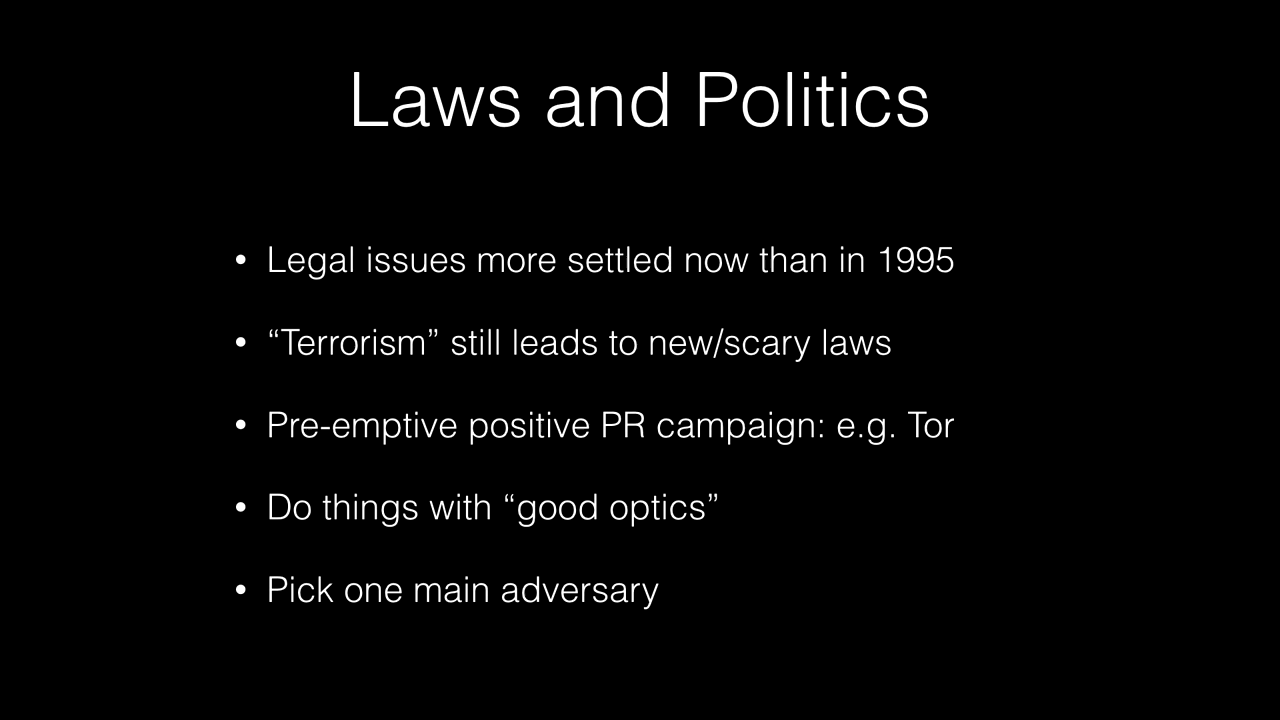 Laws and Politics
• Legal issues more settled now than in 1995
• “Terrorism” still leads to new/scary laws
• Pre-emptive positive PR campaign: e.g. Tor
• Do things with “good optics”
• Pick one main adversary